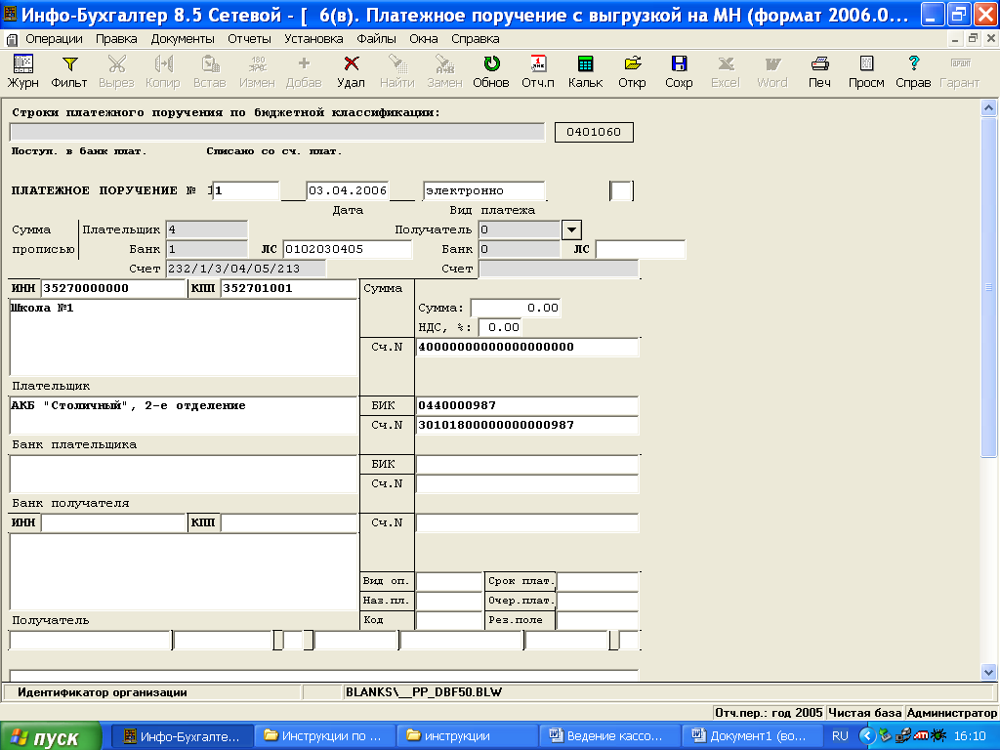 Инфо-Бухгалтер 8.5 Сетевой - [ 6(в). Платежное поручение с выгрузкой на МН (формат 2006.0...
Операции Правка Документы Отчеты Установка Файлы Окна Справка
Журн Фильт Вырез Копир Встав Измен Добав Удал Найти Замен Обнов Отч.п Кальк Откр Сохр Excel Word Печ Просм Справ Гарант
Строки платежного поручения по бюджетной классификации:
0401060
Поступ. в банк плат. Списано со сч. плат.
ПЛАТЕЖНОЕ ПОРУЧЕНИЕ № 1 03.04.2006 электронно
Дата Вид платежа
Сумма Плательщик 4 Получатель 0
прописью Банк 1 ЛС 0102030405 Банк 0 ЛС
Счет 232/1/3/04/05/213 Счет
ИНН 35270000000 КПП 352701001 Сумма
Школа №1
Сумма: 0.00
НДС, %: 0.00
Сч.N 40000000000000000000
Плательщик
АКБ "Столичный", 2-е отделение БИК 0440000987
Сч.N 30101800000000000987
Банк плательщика
БИК
Сч.N
Банк получателя
ИНН КПП Сч.N
Вид оп. Срок плат.
Наз.пл. Очер.плат.
Получатель Код Рез.поле
Идентификатор организации BLANKS\__PP_DBF50.BLW
Отч.пер.: год 2005 Чистая база Администратор
пуск Инфо-Бухгалте... Инструкции по ... инструкции Ведение кассо... Документ1 (во... RU 16:10